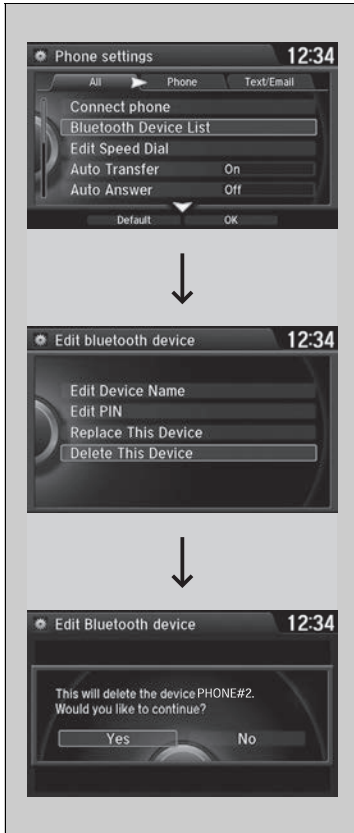 Phone settings 12:34
All Phone Text/Email
Connect phone
Bluetooth Device List
Edit Speed Dial
Auto Transfer On
Auto Answer Off
Default OK
Edit bluetooth device 12:34
Edit Device Name
Edit PIN
Replace This Device
Delete This Device
Edit Bluetooth device 12:34
This will delete the device PHONE#2.
Would you like to continue?
Yes No